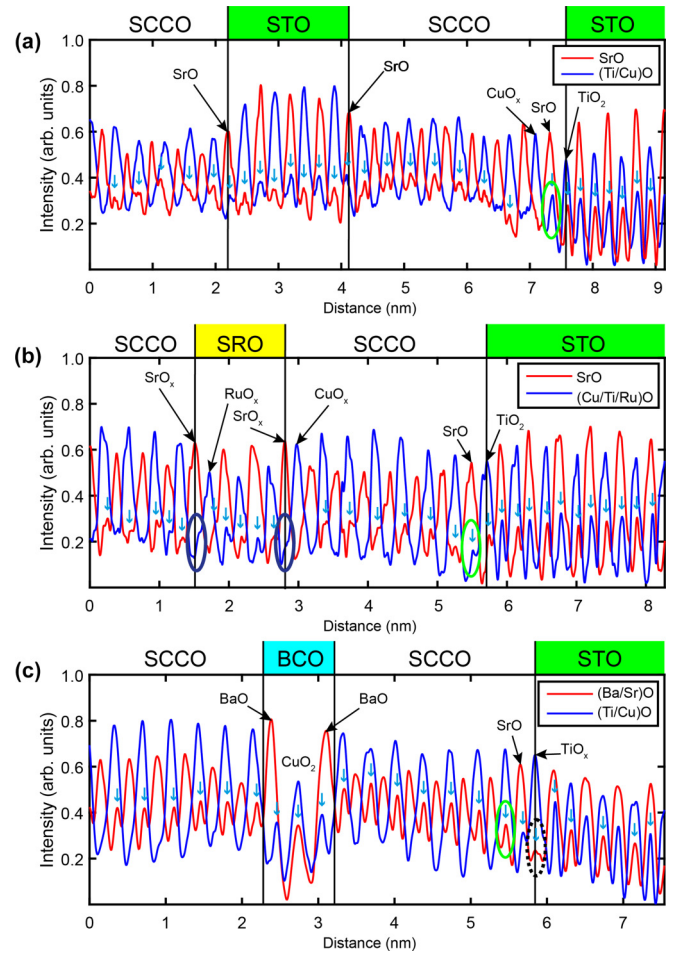 (a)
SCCO STO SCCO STO
1.0
0.8
0.6
0.4
0.2
Intensity (arb. units)
SrO
SrO
CuOₓ
SrO
TiO₂
SrO
(Ti/Cu)O
0 1 2 3 4 5 6 7 8 9
Distance (nm)
(b)
SCCO SRO SCCO STO
1.0
0.8
0.6
0.4
0.2
Intensity (arb. units)
SrOₓ
RuOₓ
SrOₓ
CuOₓ
SrO
TiO₂
SrO
(Cu/Ti/Ru)O
0 1 2 3 4 5 6 7 8
Distance (nm)
(c)
SCCO BCO SCCO STO
1.0
0.8
0.6
0.4
0.2
Intensity (arb. units)
BaO
CuO₂
BaO
SrO
TiOₓ
(Ba/Sr)O
(Ti/Cu)O
0 1 2 3 4 5 6 7
Distance (nm)